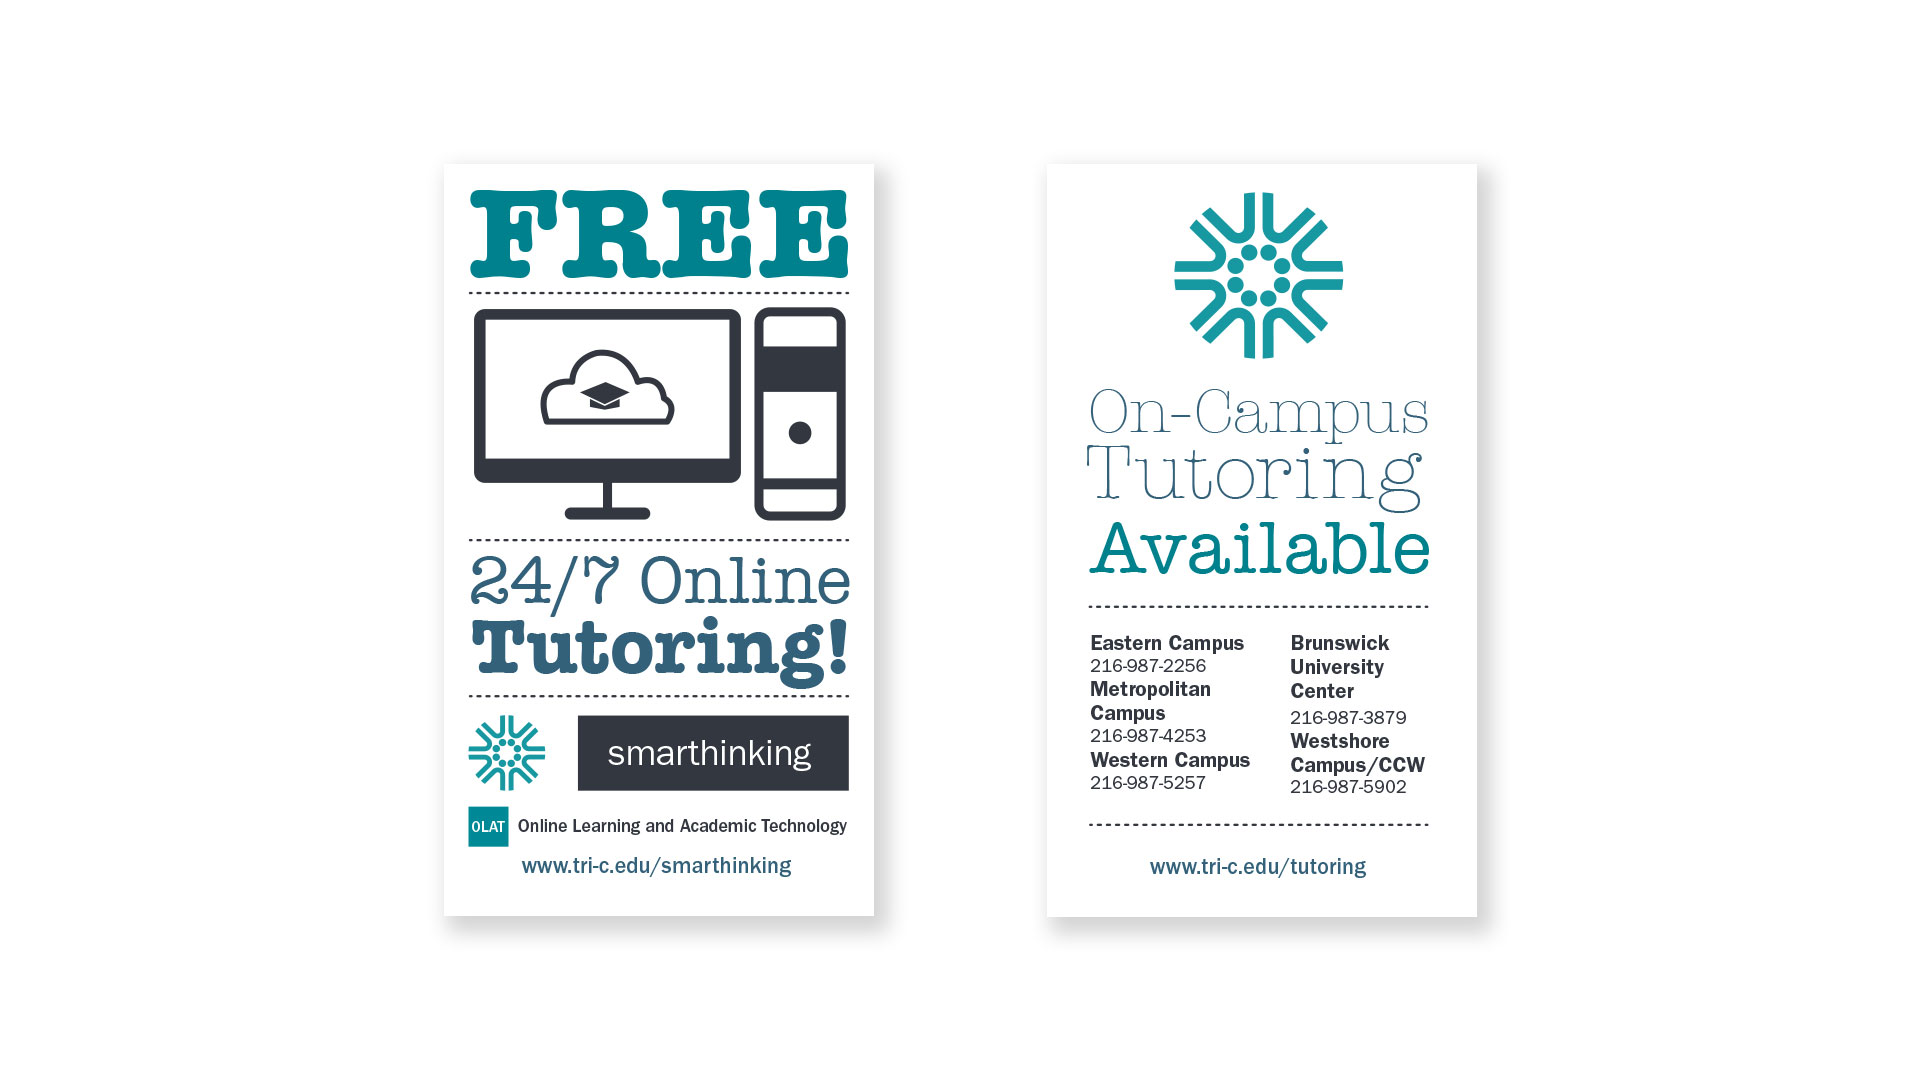 FREE
24/7 Online
Tutoring!
smarthinking
OLAT Online Learning and Academic Technology
www.tri-c.edu/smarthinking
On-Campus
Tutoring
Available
Eastern Campus
216-987-2256
Metropolitan
Campus
216-987-4253
Western Campus
216-987-5257
Brunswick
University
Center
216-987-3879
Westshore
Campus/CCW
216-987-5902
www.tri-c.edu/tutoring